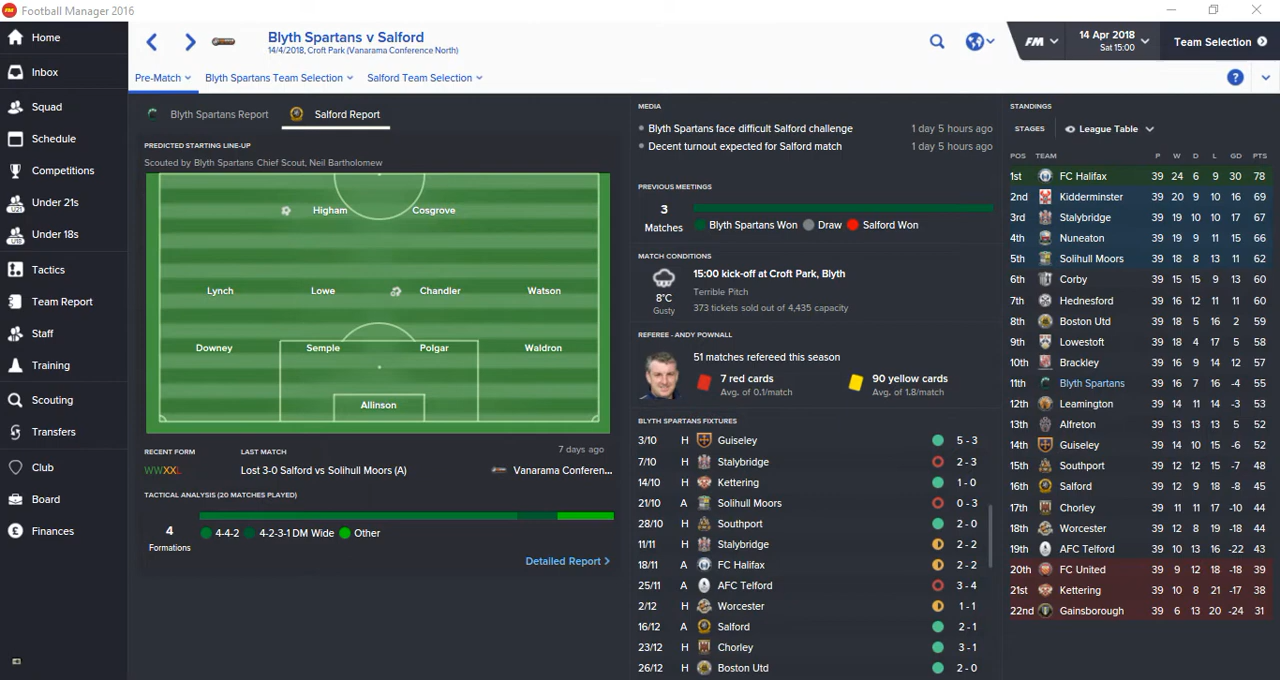 Football Manager 2016
Home
Inbox
Squad
Schedule
Competitions
Under 21s
Under 18s
Tactics
Team Report
Staff
Training
Scouting
Transfers
Club
Board
Finances
Blyth Spartans v Salford
14/4/2018, Croft Park (Vanarama Conference North)
FM
14 Apr 2018
Sat 15:00
Team Selection
Pre-Match
Blyth Spartans Team Selection
Salford Team Selection
?
Blyth Spartans Report
Salford Report
PREDICTED STARTING LINE-UP
Scouted by Blyth Spartans Chief Scout, Neil Bartholomew
Higham Cosgrove
Lynch Lowe Chandler Watson
Downey Semple Polgar Waldron
Allinson
RECENT FORM LAST MATCH 7 days ago
WWXXL Lost 3-0 Salford vs Solihull Moors (A) Vanarama Conferen...
TACTICAL ANALYSIS (20 MATCHES PLAYED)
4
Formations
4-4-2 4-2-3-1 DM Wide Other
Detailed Report
MEDIA
Blyth Spartans face difficult Salford challenge 1 day 5 hours ago
Decent turnout expected for Salford match 1 day 5 hours ago
PREVIOUS MEETINGS
3
Matches
Blyth Spartans Won Draw Salford Won
MATCH CONDITIONS
8°C
Gusty
15:00 kick-off at Croft Park, Blyth
Terrible Pitch
373 tickets sold out of 4,435 capacity
REFEREE - ANDY POWNALL
51 matches refereed this season
7 red cards
Avg. of 0.1/match
90 yellow cards
Avg. of 1.8/match
BLYTH SPARTANS FIXTURES
3/10 H Guiseley 5 - 3
7/10 H Stalybridge 2 - 3
14/10 H Kettering 1 - 0
21/10 A Solihull Moors 0 - 3
28/10 H Southport 2 - 0
11/11 H Stalybridge 2 - 2
18/11 A FC Halifax 2 - 2
25/11 A AFC Telford 3 - 4
2/12 H Worcester 1 - 1
16/12 A Salford 2 - 1
23/12 H Chorley 3 - 1
26/12 H Boston Utd 2 - 0
STANDINGS
STAGES League Table
POS TEAM P W D L GD PTS
1st FC Halifax 39 24 6 9 30 78
2nd Kidderminster 39 20 9 10 16 69
3rd Stalybridge 39 19 10 10 17 67
4th Nuneaton 39 19 9 11 15 66
5th Solihull Moors 39 18 8 13 11 62
6th Corby 39 15 15 9 13 60
7th Hednesford 39 16 12 11 11 60
8th Boston Utd 39 18 5 16 2 59
9th Lowestoft 39 18 4 17 5 58
10th Brackley 39 16 9 14 12 57
11th Blyth Spartans 39 16 7 16 -4 55
12th Leamington 39 14 11 14 -3 53
13th Alfreton 39 13 13 13 5 52
14th Guiseley 39 14 10 15 -6 52
15th Southport 39 12 12 15 -7 48
16th Salford 39 12 9 18 -8 45
17th Chorley 39 11 11 17 -10 44
18th Worcester 39 12 8 19 -18 44
19th AFC Telford 39 10 13 16 -22 43
20th FC United 39 9 12 18 -18 39
21st Kettering 39 10 8 21 -17 38
22nd Gainsborough 39 6 13 20 -24 31